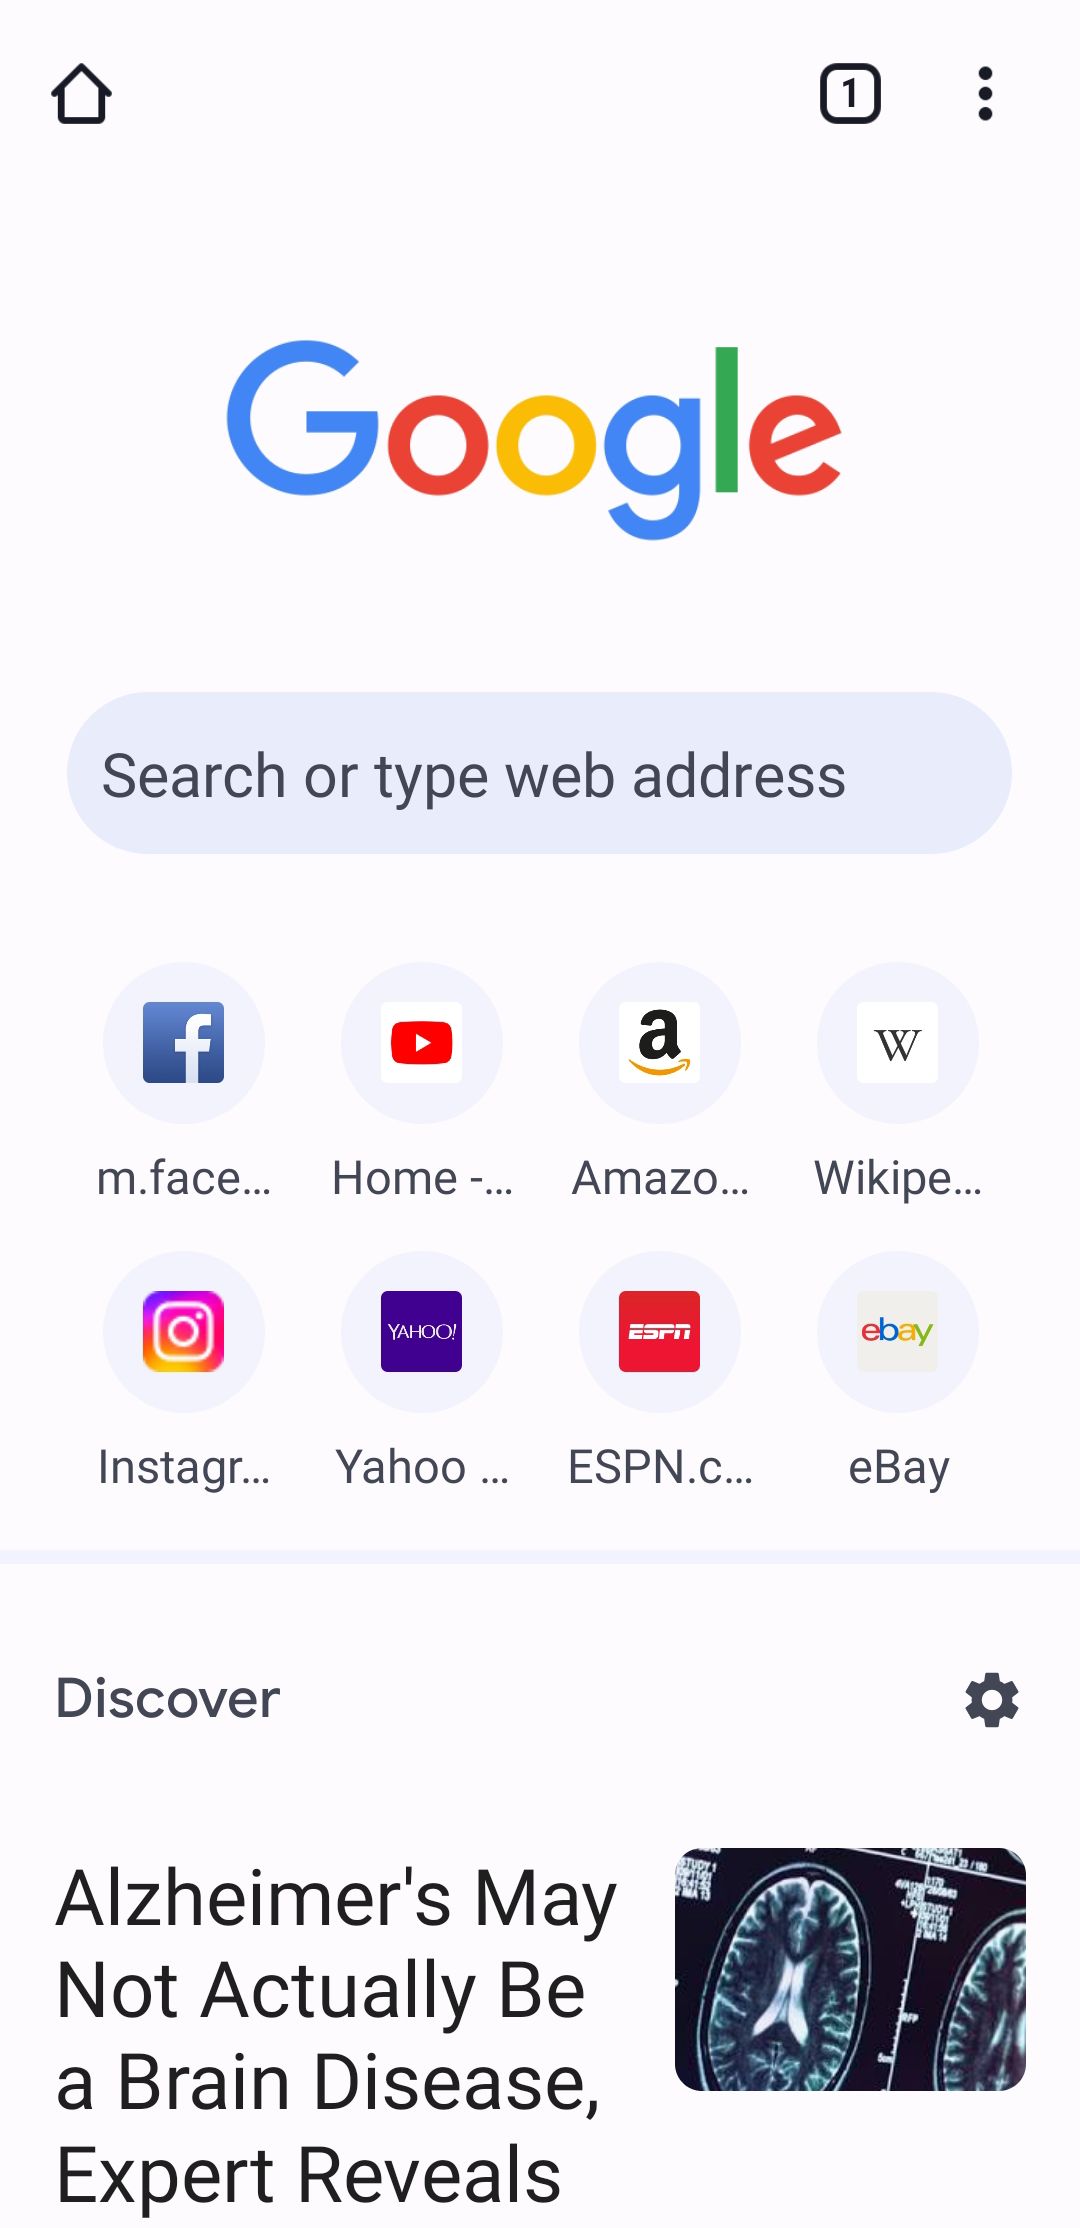 1
Google
Search or type web address
m.face...
Home -...
a
Amazo...
W
Wikipe...
Instagr...
YAHOO!
Yahoo ...
ESPN
ESPN.c...
ebay
eBay
Discover
Alzheimer's May
Not Actually Be
a Brain Disease,
Expert Reveals